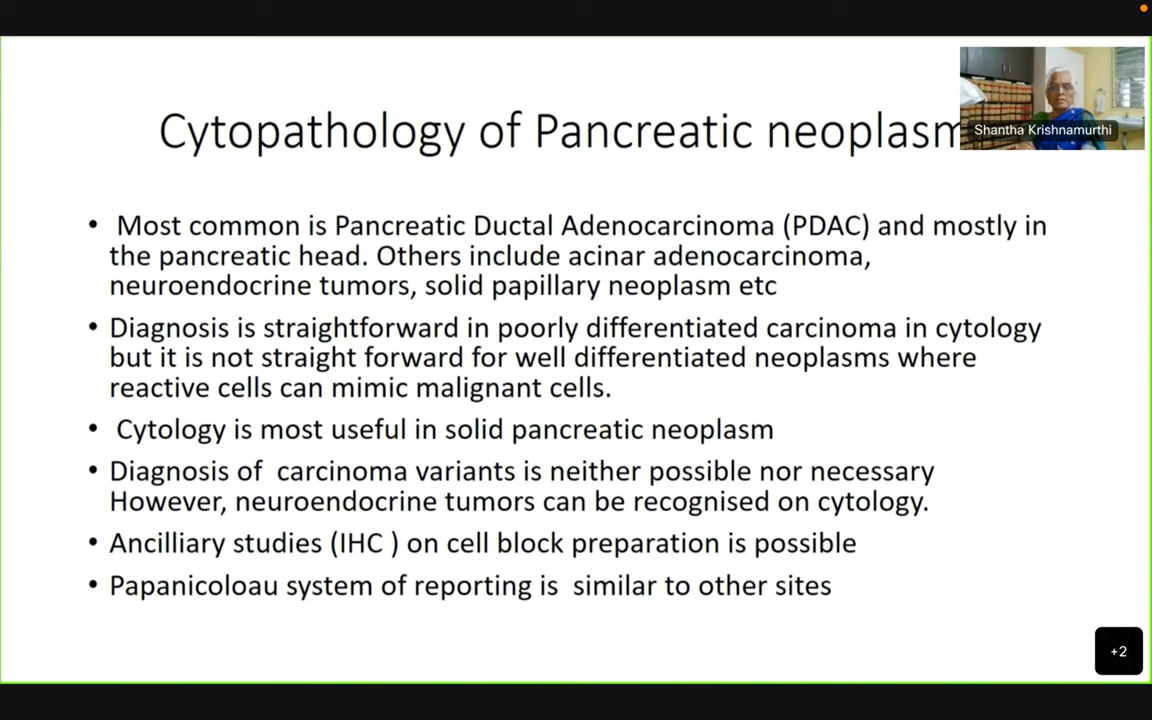 Cytopathology of Pancreatic neoplasm
Shantha Krishnamurthi
• Most common is Pancreatic Ductal Adenocarcinoma (PDAC) and mostly in
the pancreatic head. Others include acinar adenocarcinoma,
neuroendocrine tumors, solid papillary neoplasm etc
• Diagnosis is straightforward in poorly differentiated carcinoma in cytology
but it is not straight forward for well differentiated neoplasms where
reactive cells can mimic malignant cells.
• Cytology is most useful in solid pancreatic neoplasm
• Diagnosis of carcinoma variants is neither possible nor necessary
However, neuroendocrine tumors can be recognised on cytology.
• Ancilliary studies (IHC ) on cell block preparation is possible
• Papanicoloau system of reporting is similar to other sites
+2